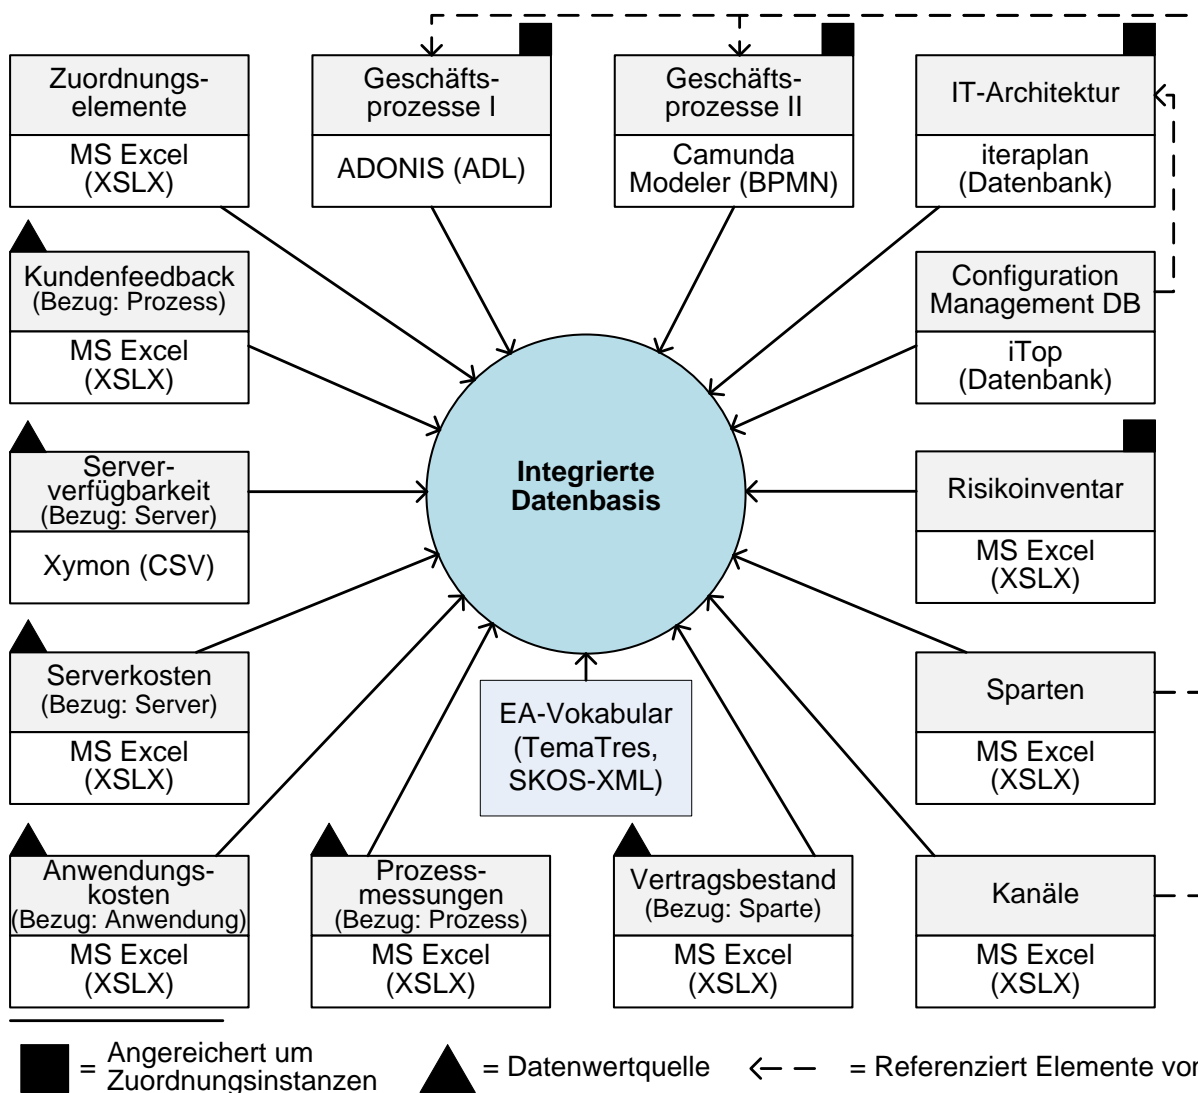 Zuordnungs-
elemente
MS Excel
(XSLX)
Geschäfts-
prozesse I
ADONIS (ADL)
Geschäfts-
prozesse II
Camunda
Modeler (BPMN)
IT-Architektur
iteraplan
(Datenbank)
Kundenfeedback
(Bezug: Prozess)
MS Excel
(XSLX)
Configuration
Management DB
iTop
(Datenbank)
Server-
verfügbarkeit
(Bezug: Server)
Xymon (CSV)
Integrierte
Datenbasis
Risikoinventar
MS Excel
(XSLX)
Serverkosten
(Bezug: Server)
MS Excel
(XSLX)
EA-Vokabular
(TemaTres,
SKOS-XML)
Sparten
MS Excel
(XSLX)
Anwendungs-
kosten
(Bezug: Anwendung)
MS Excel
(XSLX)
Prozess-
messungen
(Bezug: Prozess)
MS Excel
(XSLX)
Vertragsbestand
(Bezug: Sparte)
MS Excel
(XSLX)
Kanäle
MS Excel
(XSLX)
= Angereichert um
Zuordnungsinstanzen
= Datenwertquelle
= Referenziert Elemente von